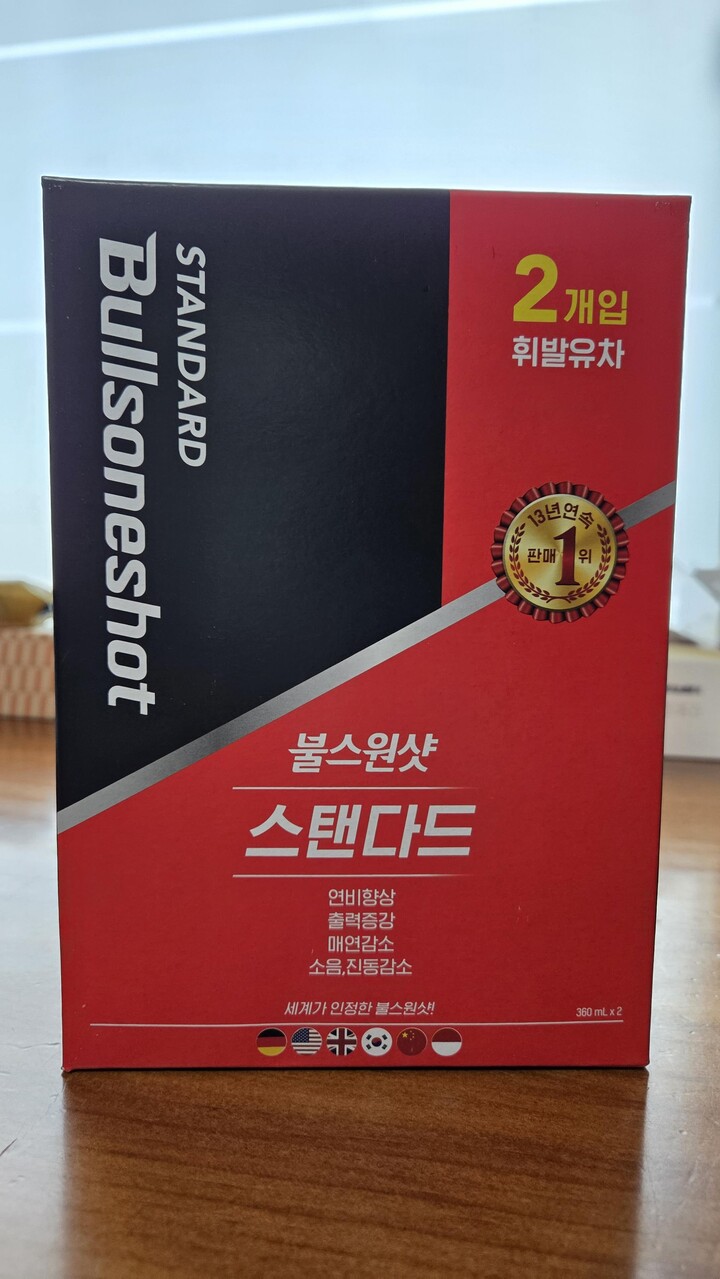 STANDARD
Bullsoneshot
2개입
휘발유차
13년연속
판매 1위
불스원샷
스탠다드
연비향상
출력증강
매연감소
소음,진동감소
세계가 인정한 불스원샷!
360 mL x 2